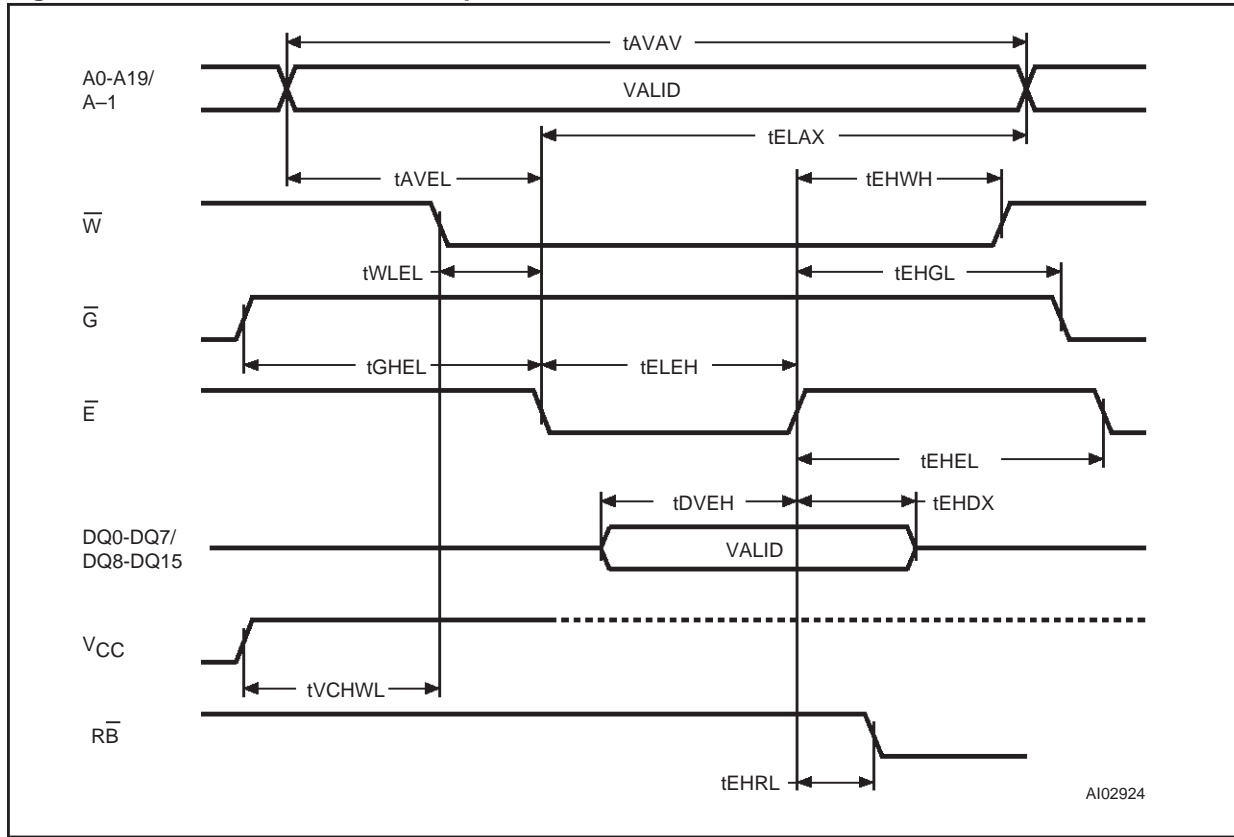 tAVAV
A0-A19/
A–1
VALID
tELAX
tAVEL
tEHWH
W̅
tWLEL
tEHGL
G̅
tGHEL
tELEH
E̅
tEHEL
tDVEH
tEHDX
DQ0-DQ7/
DQ8-DQ15
VALID
VCC
tVCHWL
RB̅
tEHRL
AI02924